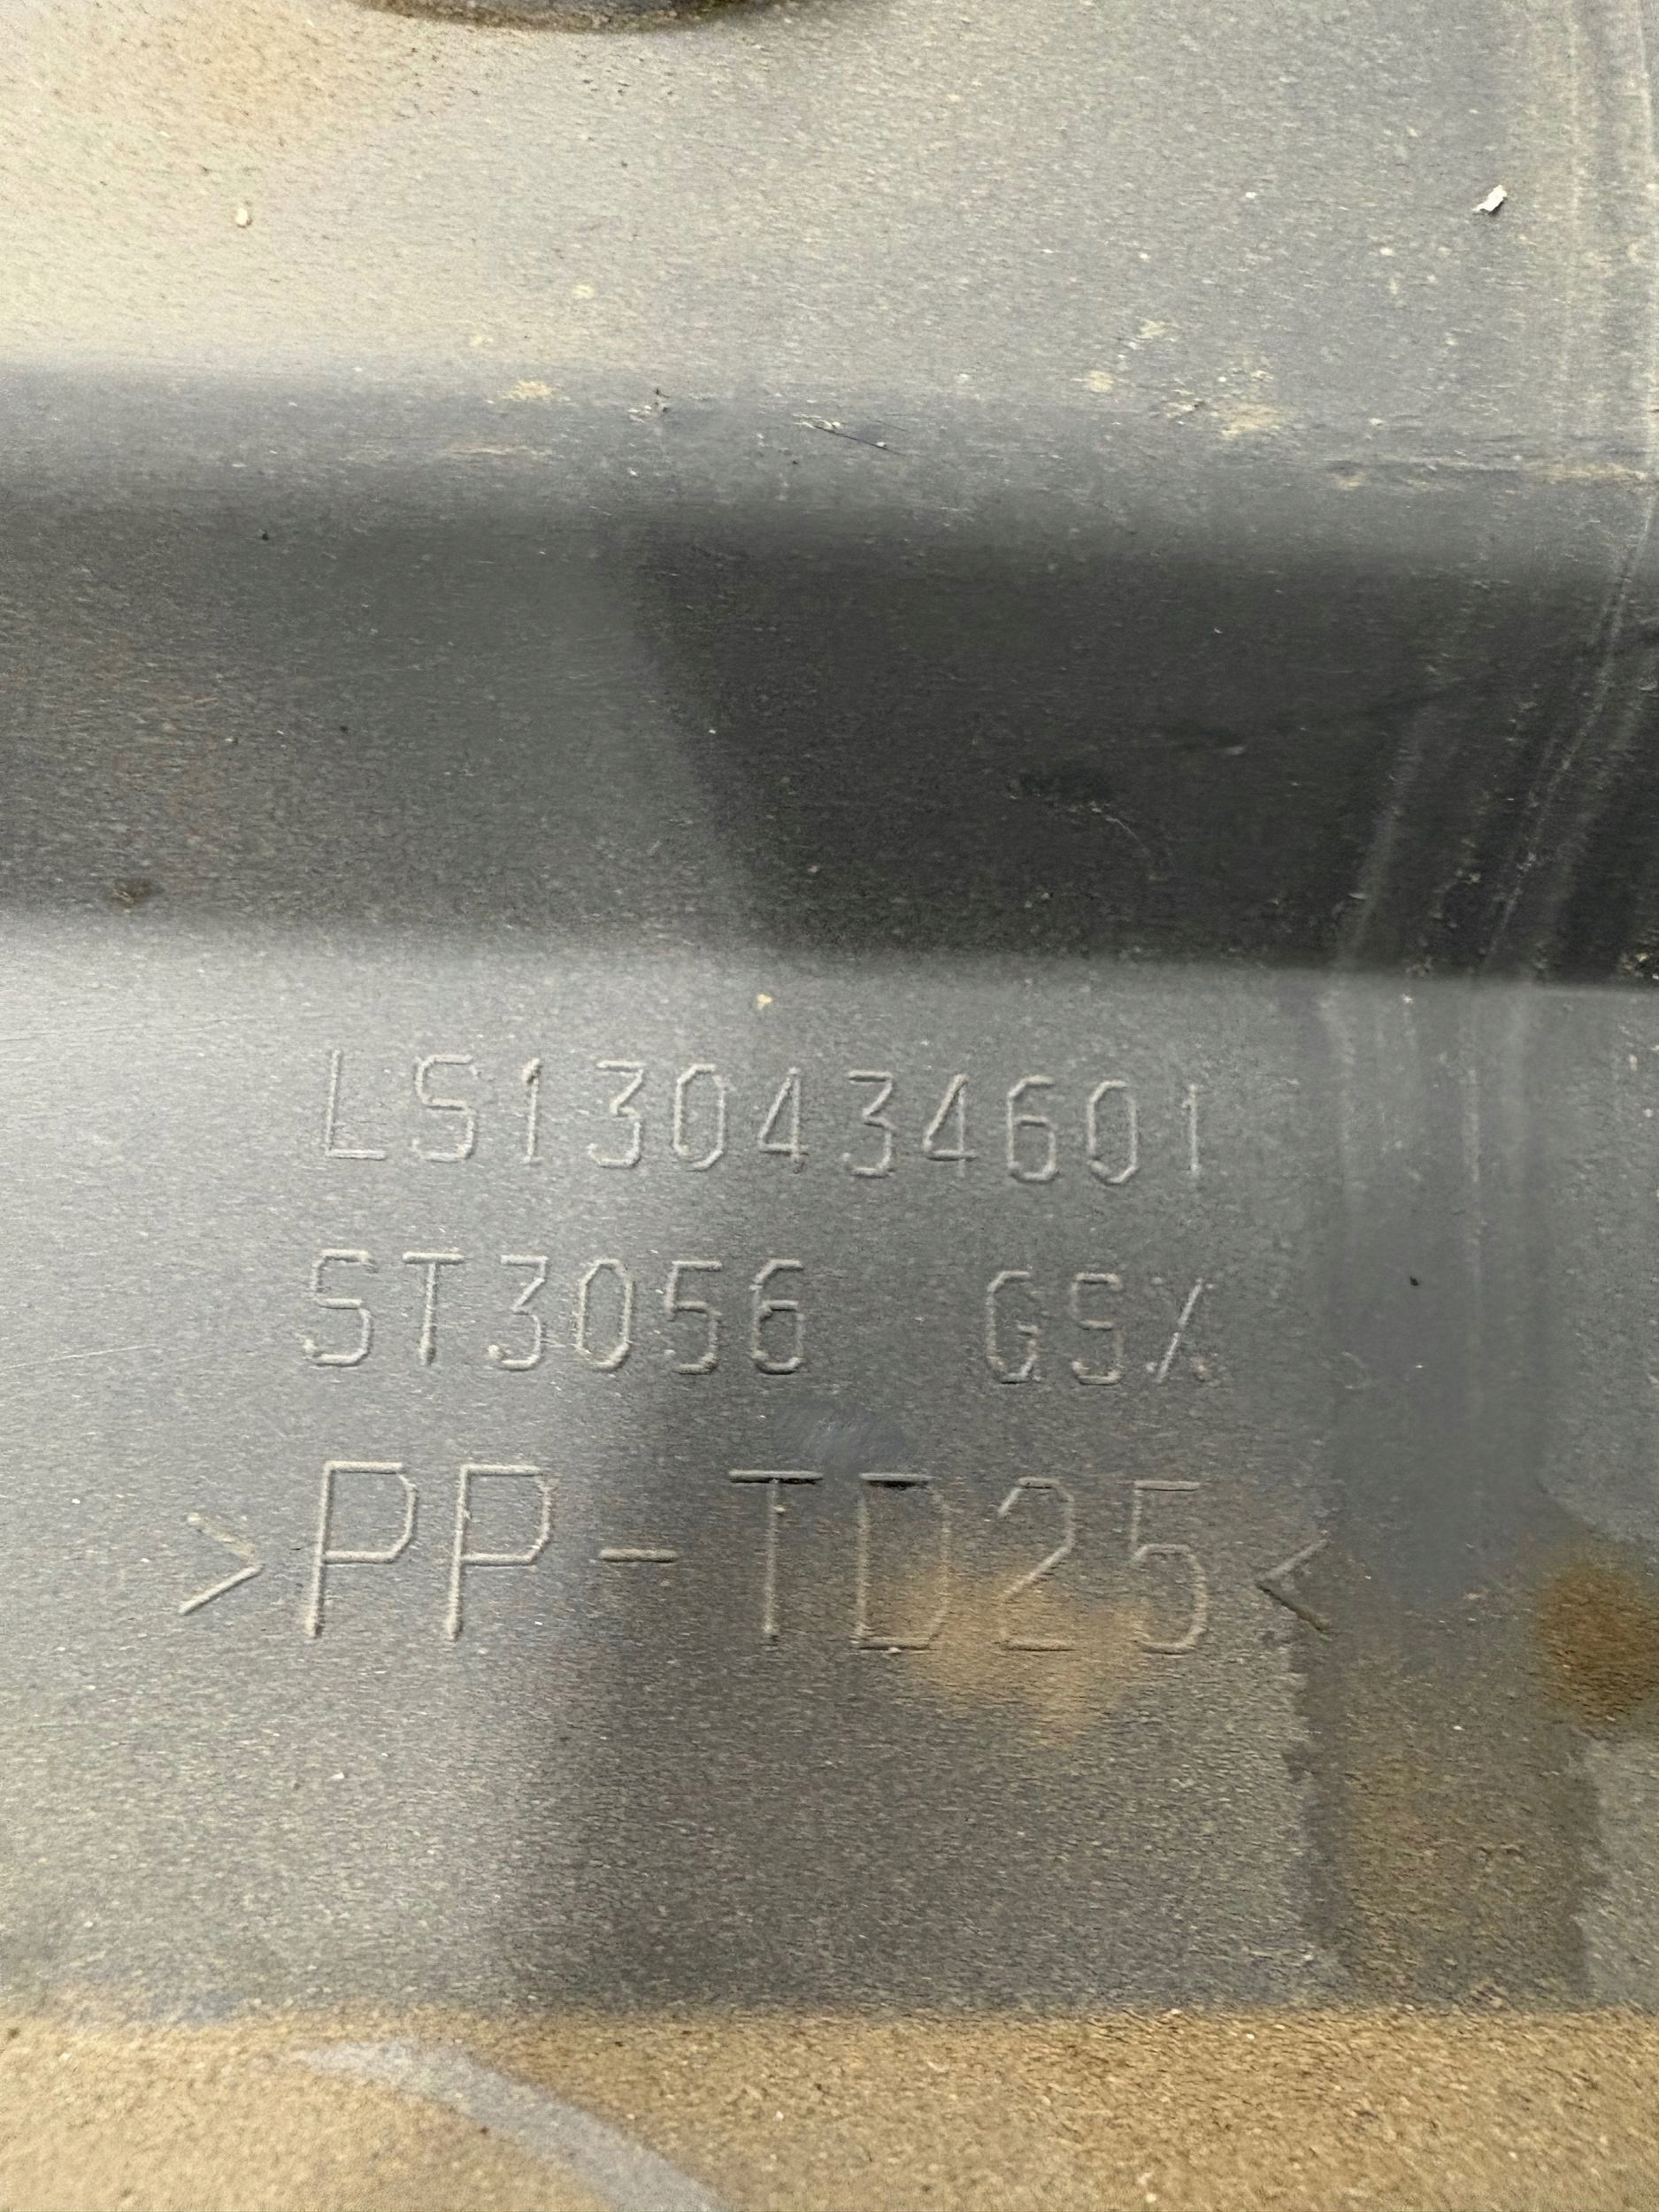 LS130434601
ST3056 GS%
>PP-TD25<